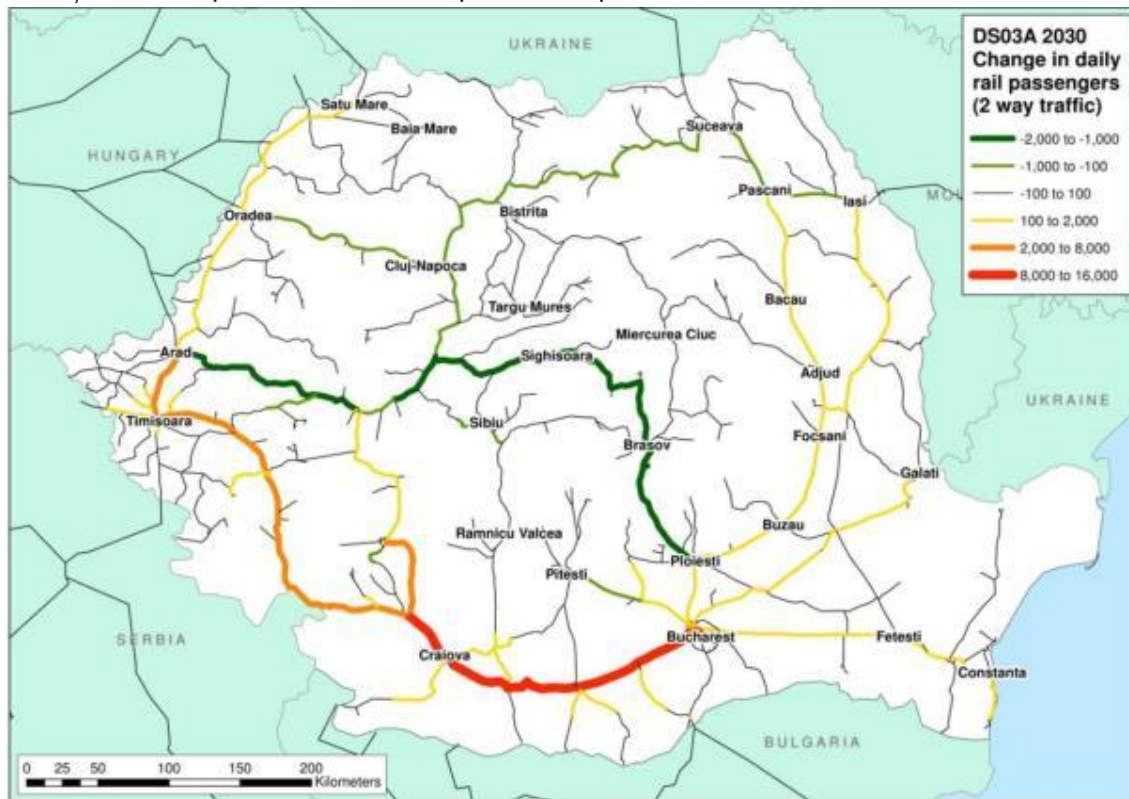 UKRAINE
DS03A 2030
Change in daily
rail passengers
(2 way traffic)
-2,000 to -1,000
-1,000 to -100
-100 to 100
100 to 2,000
2,000 to 8,000
8,000 to 16,000
Satu Mare
Baia Mare
Suceava
HUNGARY
Pascani
Iasi
Oradea
Bistrita
Cluj-Napoca
Bacau
Targu Mures
Miercurea Ciuc
Arad
Sighisoara
Adjud
UKRAINE
Timisoara
Sibiu
Focsani
Brasov
Galati
Buzau
Ramnicu Valcea
Ploiesti
Pitesti
SERBIA
Bucharest
Fetesti
Craiova
Constanta
BULGARIA
0 25 50 100 150 200
Kilometers